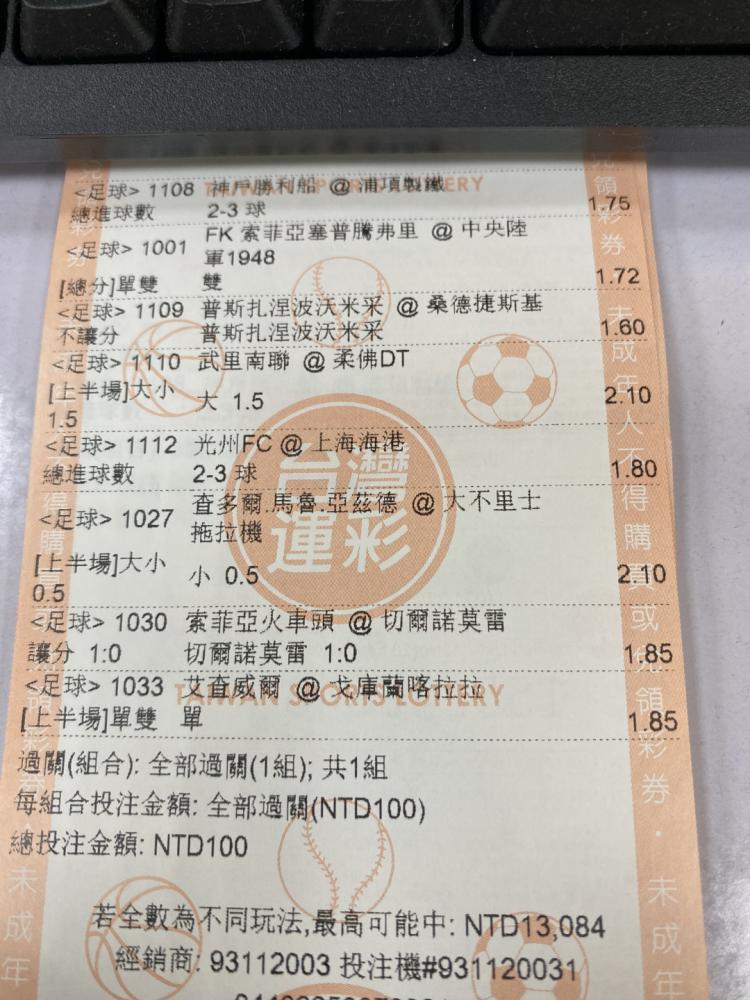 <足球> 1108 神戶勝利船 @ 浦項製鐵
總進球數 2-3 球 1.75
<足球> 1001 FK 索菲亞塞普騰弗里 @ 中央陸
軍1948
[總分]單雙 雙 1.72
<足球> 1109 普斯扎涅波沃米采 @ 桑德捷斯基
不讓分 普斯扎涅波沃米采 1.60
<足球> 1110 武里南聯 @ 柔佛DT
[上半場]大小 大 1.5 2.10
1.5
<足球> 1112 光州FC @ 上海海港
總進球數 2-3 球 1.80
<足球> 1027 查多爾.馬魯.亞茲德 @ 大不里士
拖拉機
[上半場]大小 小 0.5 2.10
0.5
<足球> 1030 索菲亞火車頭 @ 切爾諾莫雷
讓分 1:0 切爾諾莫雷 1:0 1.85
<足球> 1033 艾查威爾 @ 戈庫蘭喀拉拉
[上半場]單雙 單 1.85
過關(組合): 全部過關(1組); 共1組
每組合投注金額: 全部過關(NTD100)
總投注金額: NTD100
若全數為不同玩法,最高可能中: NTD13,084
經銷商: 93112003 投注機#931120031
台灣
運彩
TAIWAN SPORTS LOTTERY
領彩券・未成年人不得購買或兌領彩券・未成年